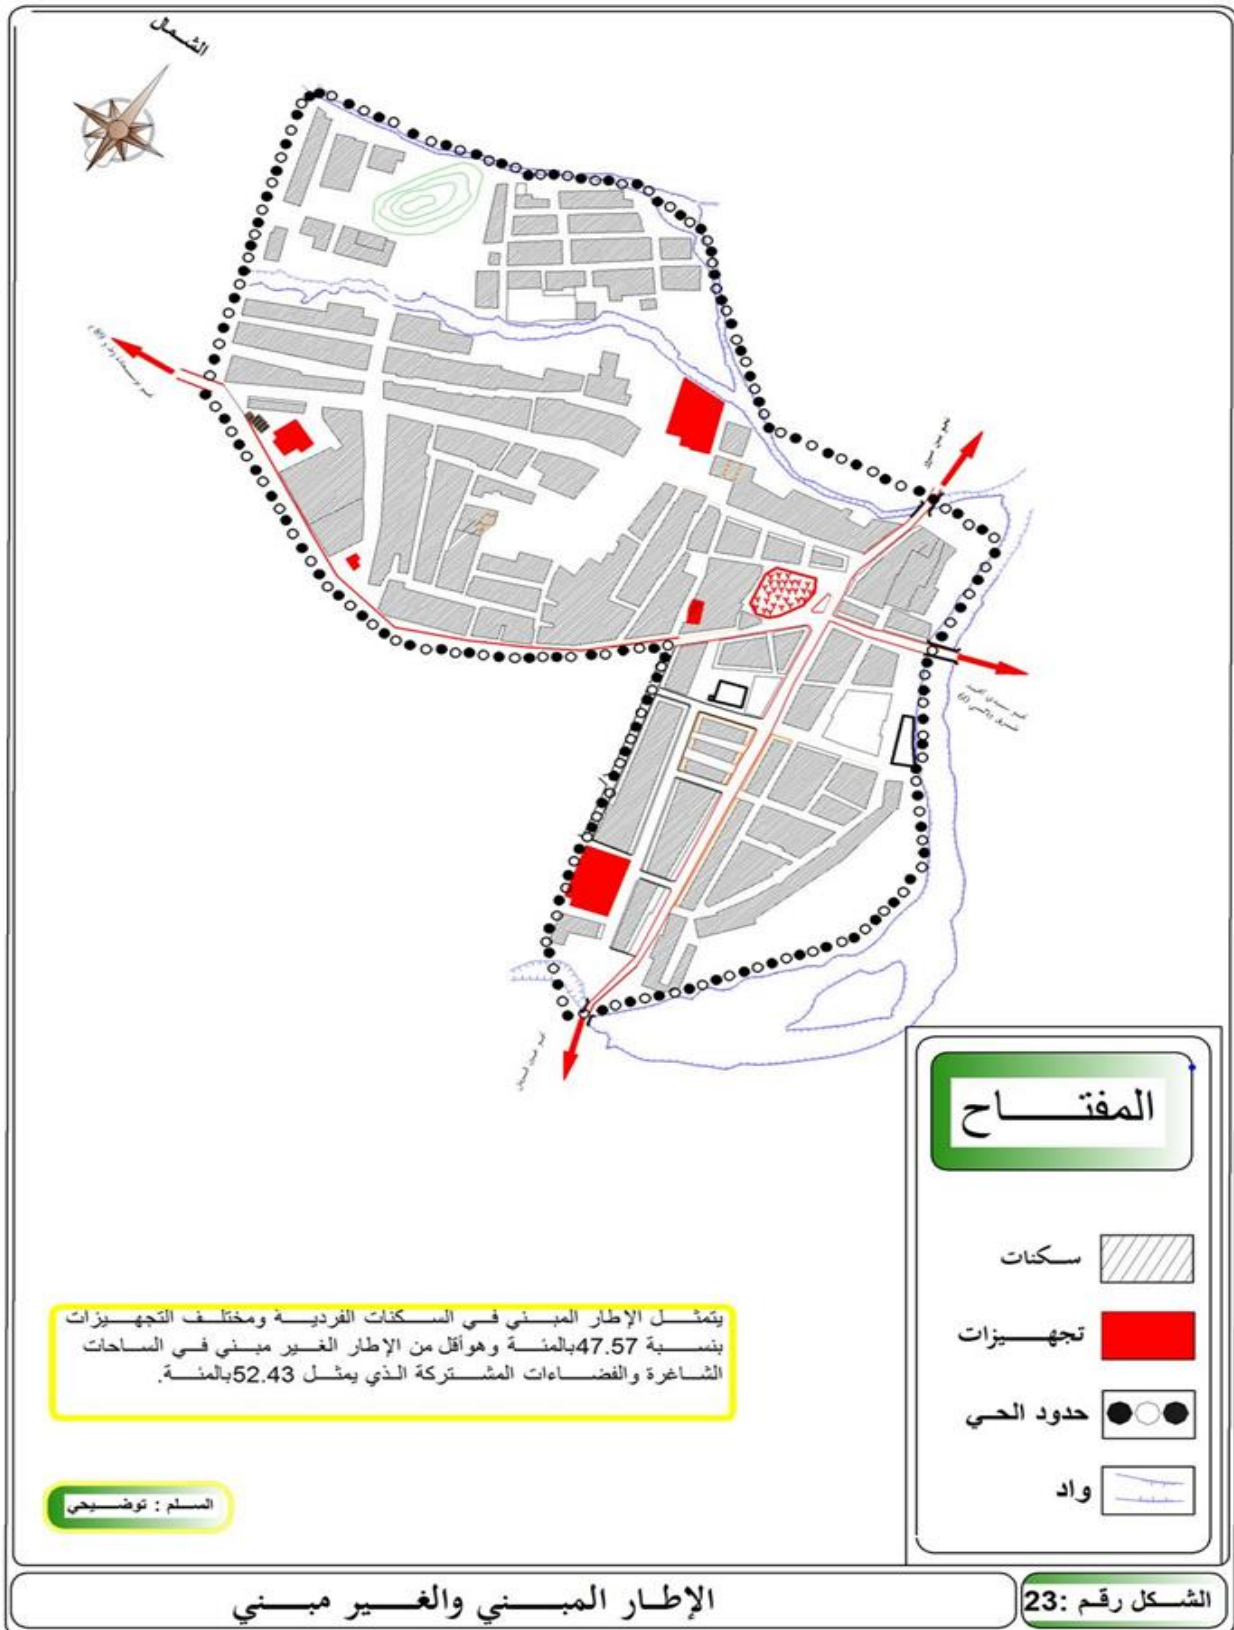 الشمال
المفتاح
سكنات
تجهيزات
حدود الحي
واد
يتمثل الإطار المبني في السكنات الفردية ومختلف التجهيزات
بنسبة 47.57بالمئة وهوأقل من الإطار الغير مبني في الساحات
الشاغرة والفضاءات المشتركة الذي يمثل 52.43بالمئة.
السلم : توضيحي
الشكل رقم :23
الإطار المبني والغير مبني